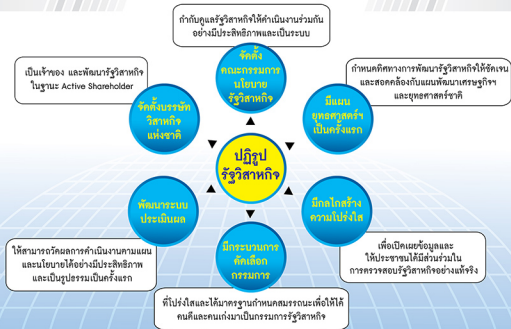 กำกับดูแลรัฐวิสาหกิจให้ดำเนินงานร่วมกัน
อย่างมีประสิทธิภาพและเป็นระบบ
จัดตั้ง
คณะกรรมการ
นโยบาย
รัฐวิสาหกิจ
กำหนดทิศทางการพัฒนารัฐวิสาหกิจให้ชัดเจน
และสอดคล้องกับแผนพัฒนาเศรษฐกิจฯ
และยุทธศาสตร์ชาติ
มีแผน
ยุทธศาสตร์ฯ
เป็นครั้งแรก
เป็นเจ้าของ และพัฒนารัฐวิสาหกิจ
ในฐานะ Active Shareholder
จัดตั้งบรรษัท
วิสาหกิจ
แห่งชาติ
ปฏิรูป
รัฐวิสาหกิจ
พัฒนาระบบ
ประเมินผล
ให้สามารถวัดผลการดำเนินงานตามแผน
และนโยบายได้อย่างมีประสิทธิภาพ
และเป็นรูปธรรมเป็นครั้งแรก
มีกลไกสร้าง
ความโปร่งใส
เพื่อเปิดเผยข้อมูลและ
ให้ประชาชนได้มีส่วนร่วมใน
การตรวจสอบรัฐวิสาหกิจอย่างแท้จริง
มีกระบวนการ
คัดเลือก
กรรมการ
ที่โปร่งใสและได้มาตรฐานกำหนดสมรรถนะเพื่อให้ได้
คนดีและคนเก่งมาเป็นกรรมการรัฐวิสาหกิจ